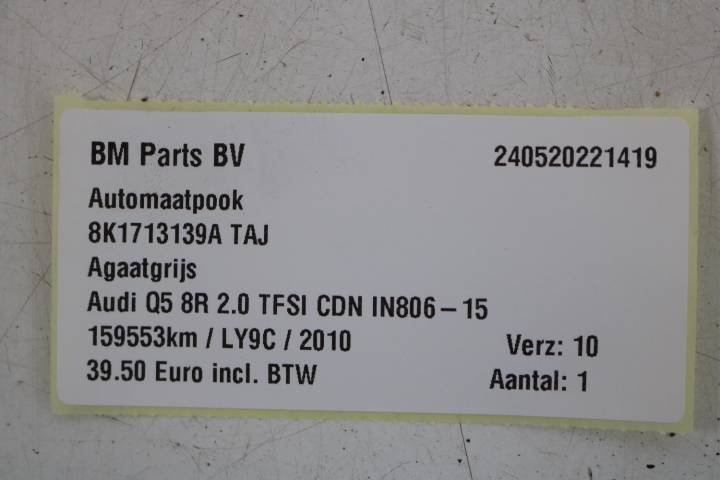 BM Parts BV 240520221419
Automaatpook
8K1713139A TAJ
Agaatgrijs
Audi Q5 8R 2.0 TFSI CDN IN806-15
159553km / LY9C / 2010 Verz: 10
39.50 Euro incl. BTW Aantal: 1